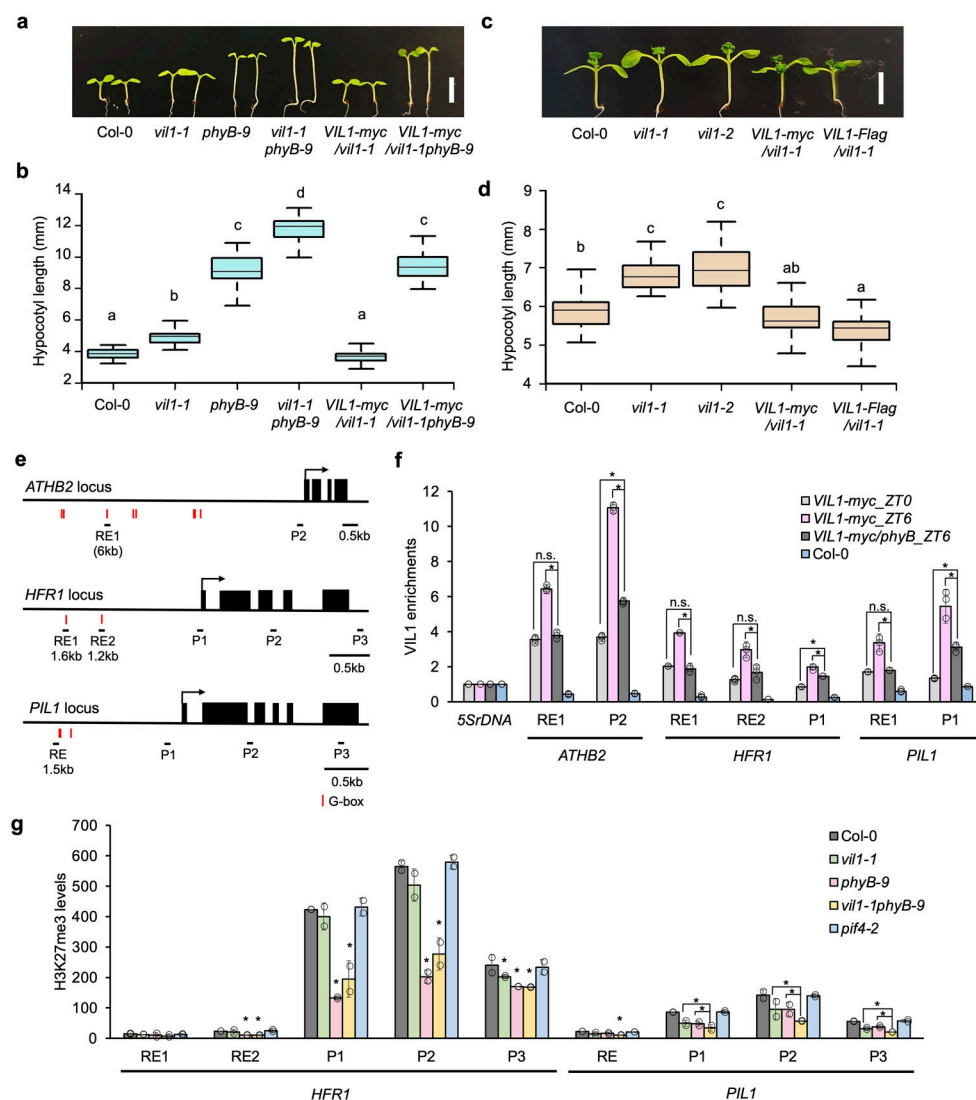 a
Col-0 vil1-1 phyB-9 vil1-1 VIL1-myc VIL1-myc
phyB-9 /vil1-1 /vil1-1phyB-9
c
Col-0 vil1-1 vil1-2 VIL1-myc VIL1-Flag
/vil1-1 /vil1-1
b
Hypocotyl length (mm)
14
12
10
8
6
4
2
a b c d a c
Col-0 vil1-1 phyB-9 vil1-1 VIL1-myc VIL1-myc
phyB-9 /vil1-1 /vil1-1phyB-9
d
Hypocotyl length (mm)
9
8
7
6
5
4
b c c ab a
Col-0 vil1-1 vil1-2 VIL1-myc VIL1-Flag
/vil1-1 /vil1-1
e
ATHB2 locus
RE1 P2 0.5kb
(6kb)
HFR1 locus
RE1 RE2 P1 P2 P3
1.6kb 1.2kb 0.5kb
PIL1 locus
RE P1 P2 P3
1.5kb 0.5kb
G-box
f
VIL1 enrichments
12
10
8
6
4
2
0
VIL1-myc_ZT0
VIL1-myc_ZT6
VIL1-myc/phyB_ZT6
Col-0
n.s. * * * n.s. * n.s. * * * n.s. * * *
5SrDNA RE1 P2 RE1 RE2 P1 RE1 P1
ATHB2 HFR1 PIL1
g
H3K27me3 levels
700
600
500
400
300
200
100
0
Col-0
vil1-1
phyB-9
vil1-1phyB-9
pif4-2
* * * * * * * * * * * * * * * *
RE1 RE2 P1 P2 P3 RE P1 P2 P3
HFR1 PIL1